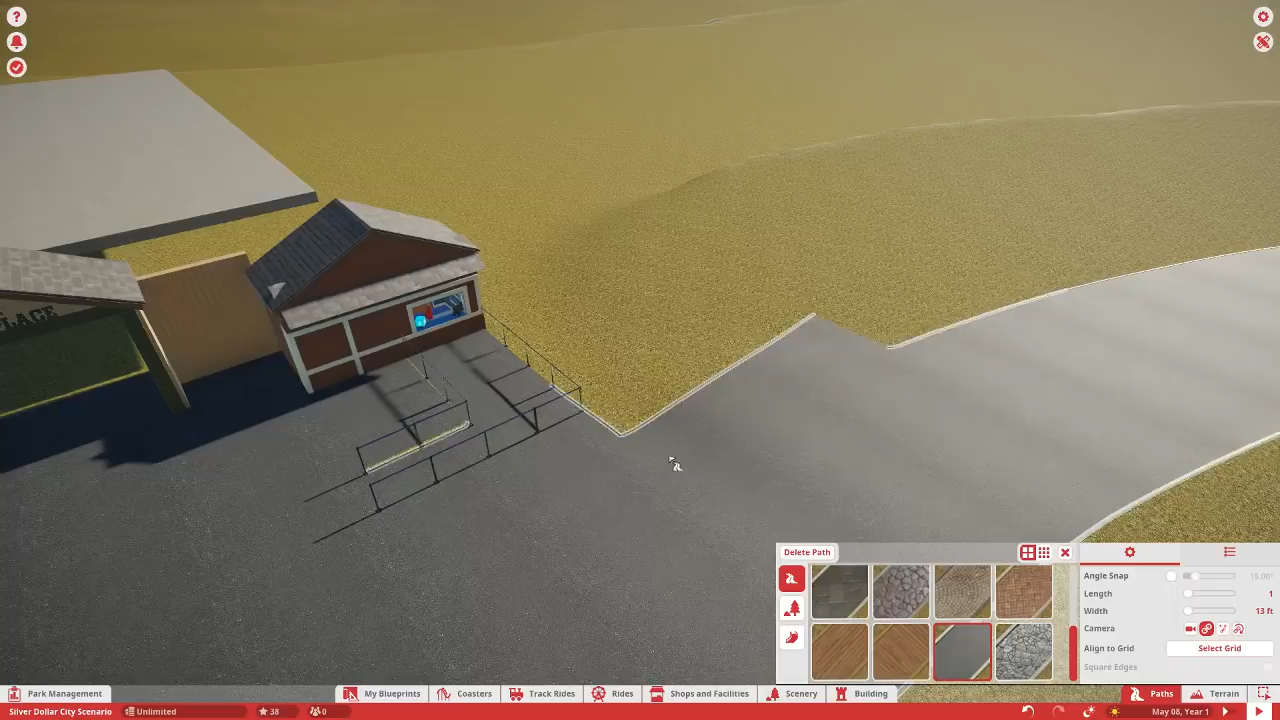 ?
PLACE
Delete Path
Angle Snap
15.00°
Length
1
Width
13 ft
Camera
Align to Grid
Select Grid
Square Edges
Park Management
My Blueprints
Coasters
Track Rides
Rides
Shops and Facilities
Scenery
Building
Paths
Terrain
Silver Dollar City Scenario
Unlimited
38
0
May 08, Year 1